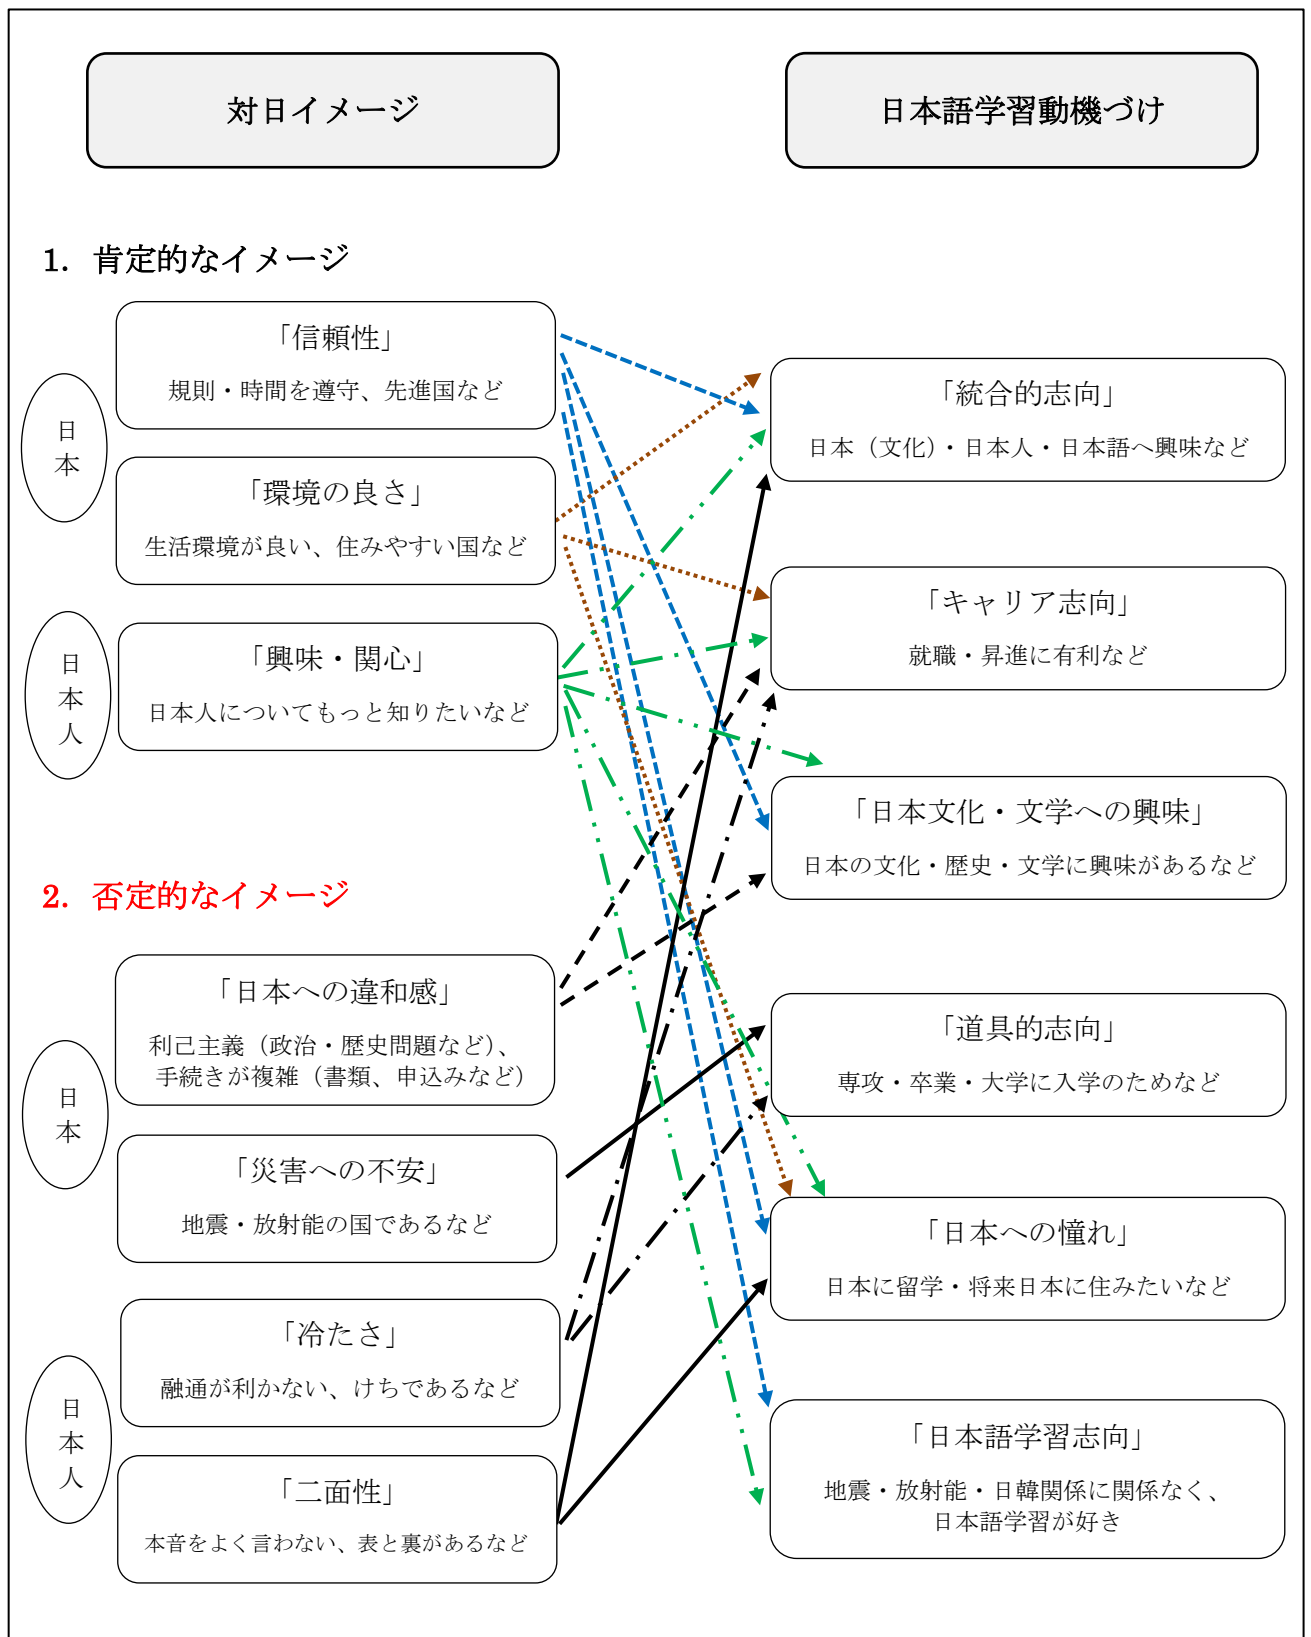 対日イメージ
日本語学習動機づけ
1. 肯定的なイメージ
日本
「信頼性」
規則・時間を遵守、先進国など
「環境の良さ」
生活環境が良い、住みやすい国など
日本人
「興味・関心」
日本人についてもっと知りたいなど
2. 否定的なイメージ
日本
「日本への違和感」
利己主義（政治・歴史問題など）、
手続きが複雑（書類、申込みなど）
「災害への不安」
地震・放射能の国であるなど
日本人
「冷たさ」
融通が利かない、けちであるなど
「二面性」
本音をよく言わない、表と裏があるなど
「統合的志向」
日本（文化）・日本人・日本語へ興味など
「キャリア志向」
就職・昇進に有利など
「日本文化・文学への興味」
日本の文化・歴史・文学に興味があるなど
「道具的志向」
専攻・卒業・大学に入学のためなど
「日本への憧れ」
日本に留学・将来日本に住みたいなど
「日本語学習志向」
地震・放射能・日韓関係に関係なく、
日本語学習が好き